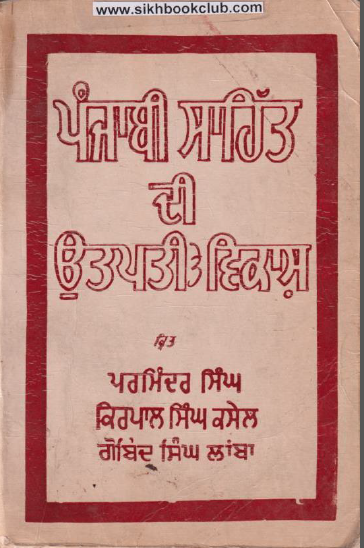 www.sikhbookclub.com
ਪੰਜਾਬੀ ਸਾਹਿੱਤ
ਦੀ
ਉਤਪਤੀ ਤੇ ਵਿਕਾਸ਼
ਕ੍ਰਿਤ
ਪਰਮਿੰਦਰ ਸਿੰਘ
ਕਿਰਪਾਲ ਸਿੰਘ ਕਸੇਲ
ਗੋਬਿੰਦ ਸਿੰਘ ਲਾਂਬਾ